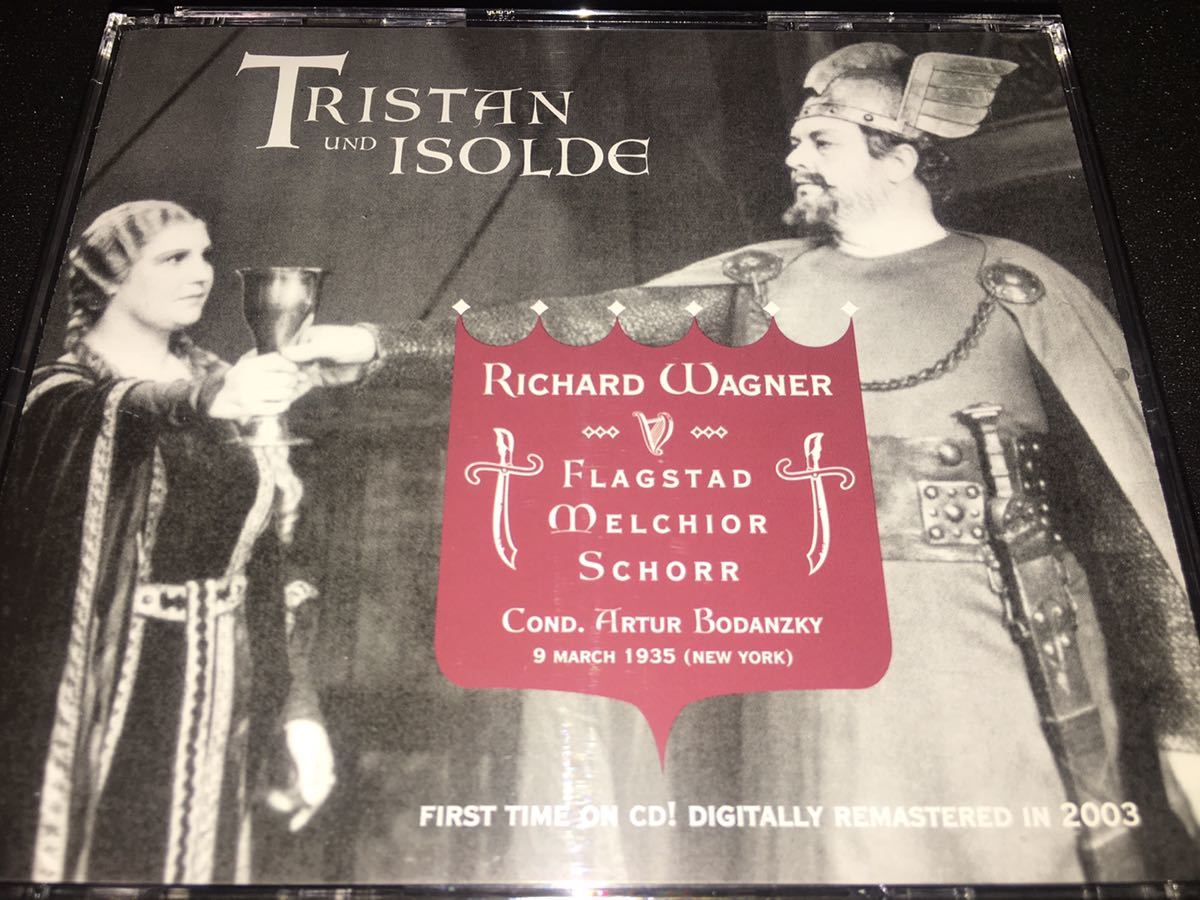 TRISTAN
UND ISOLDE
RICHARD WAGNER
FLAGSTAD
MELCHIOR
SCHORR
COND. ARTUR BODANZKY
9 MARCH 1935 (NEW YORK)
FIRST TIME ON CD! DIGITALLY REMASTERED IN 2003